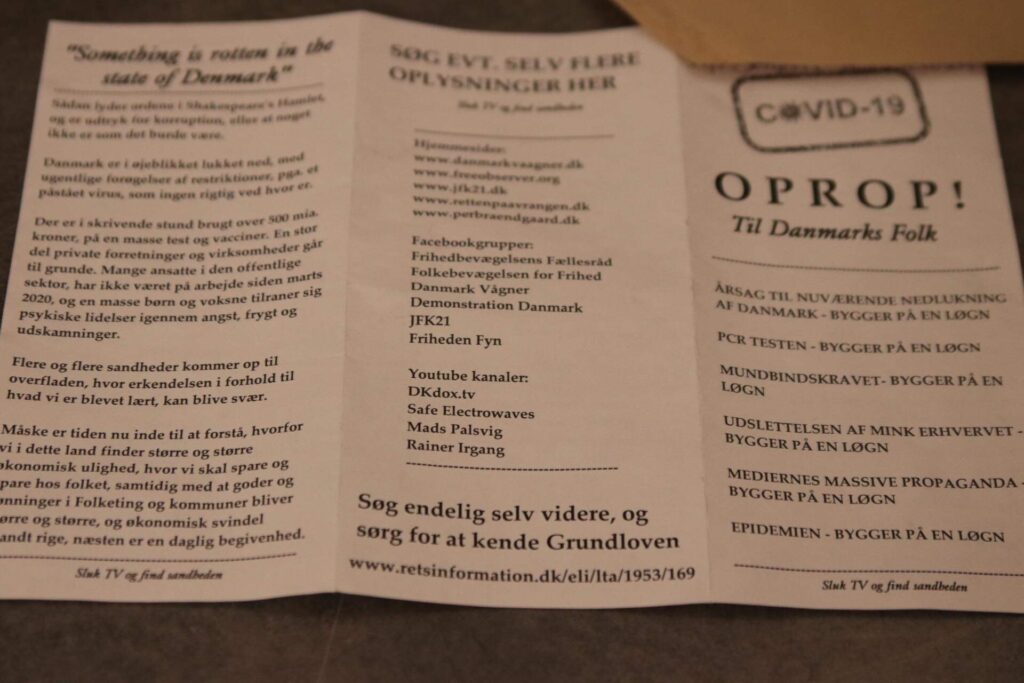 "Something is rotten in the
state of Denmark"
Sådan lyder ordene i Shakespeare's Hamlet,
og er udtryk for korruption, eller at noget
ikke er som det burde være.
Danmark er i øjeblikket lukket ned, med
ugentlige forøgelser af restriktioner, pga. et
påstået virus, som ingen rigtig ved hvor er.
Der er i skrivende stund brugt over 500 mia.
kroner, på en masse test og vacciner. En stor
del private forretninger og virksomheder går
til grunde. Mange ansatte i den offentlige
sektor, har ikke været på arbejde siden marts
2020, og en masse børn og voksne tilraner sig
psykiske lidelser igennem angst, frygt og
udskamninger.
Flere og flere sandheder kommer op til
overfladen, hvor erkendelsen i forhold til
hvad vi er blevet lært, kan blive svær.
Måske er tiden nu inde til at forstå, hvorfor
vi i dette land finder større og større
økonomisk ulighed, hvor vi skal spare og
spare hos folket, samtidig med at goder og
ønninger i Folketing og kommuner bliver
ørre og større, og økonomisk svindel
andt rige, næsten er en daglig begivenhed.
Sluk TV og find sandheden
SØG EVT. SELV FLERE
OPLYSNINGER HER
Sluk TV og find sandheden
Hjemmesider:
www.danmarkvaagner.dk
www.freeobserver.org
www.jfk21.dk
www.rettenpaavrangen.dk
www.perbraendgaard.dk
Facebookgrupper:
Frihedbevægelsens Fællesråd
Folkebevægelsen for Frihed
Danmark Vågner
Demonstration Danmark
JFK21
Friheden Fyn
Youtube kanaler:
DKdox.tv
Safe Electrowaves
Mads Palsvig
Rainer Irgang
Søg endelig selv videre, og
sørg for at kende Grundloven
www.retsinformation.dk/eli/lta/1953/169
COVID-19
OPROP!
Til Danmarks Folk
ÅRSAG TIL NUVÆRENDE NEDLUKNING
AF DANMARK - BYGGER PÅ EN LØGN
PCR TESTEN - BYGGER PÅ EN LØGN
MUNDBINDSKRAVET- BYGGER PÅ EN
LØGN
UDSLETTELSEN AF MINK ERHVERVET -
BYGGER PÅ EN LØGN
MEDIERNES MASSIVE PROPAGANDA -
BYGGER PÅ EN LØGN
EPIDEMIEN - BYGGER PÅ EN LØGN
Sluk TV og find sandheden